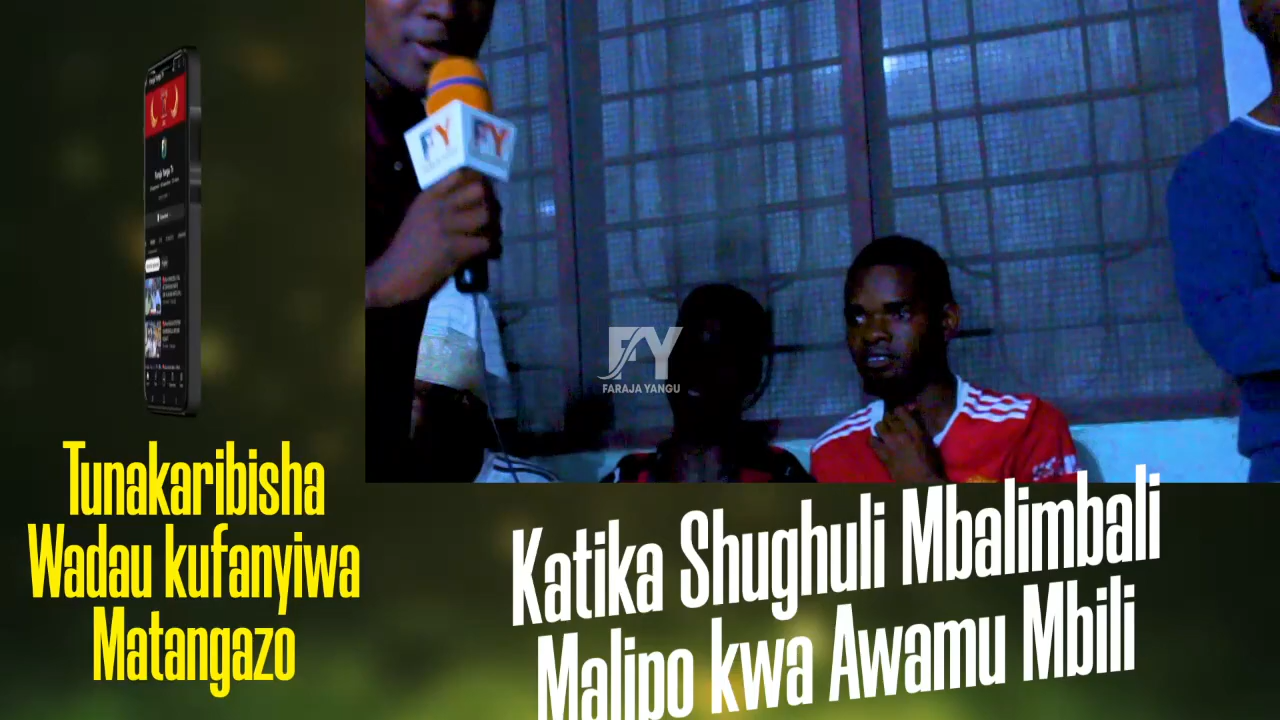 FY
FY
FY
FARAJA YANGU
Tunakaribisha
Wadau kufanyiwa
Matangazo
Katika Shughuli Mbalimbali
Malipo kwa Awamu Mbili